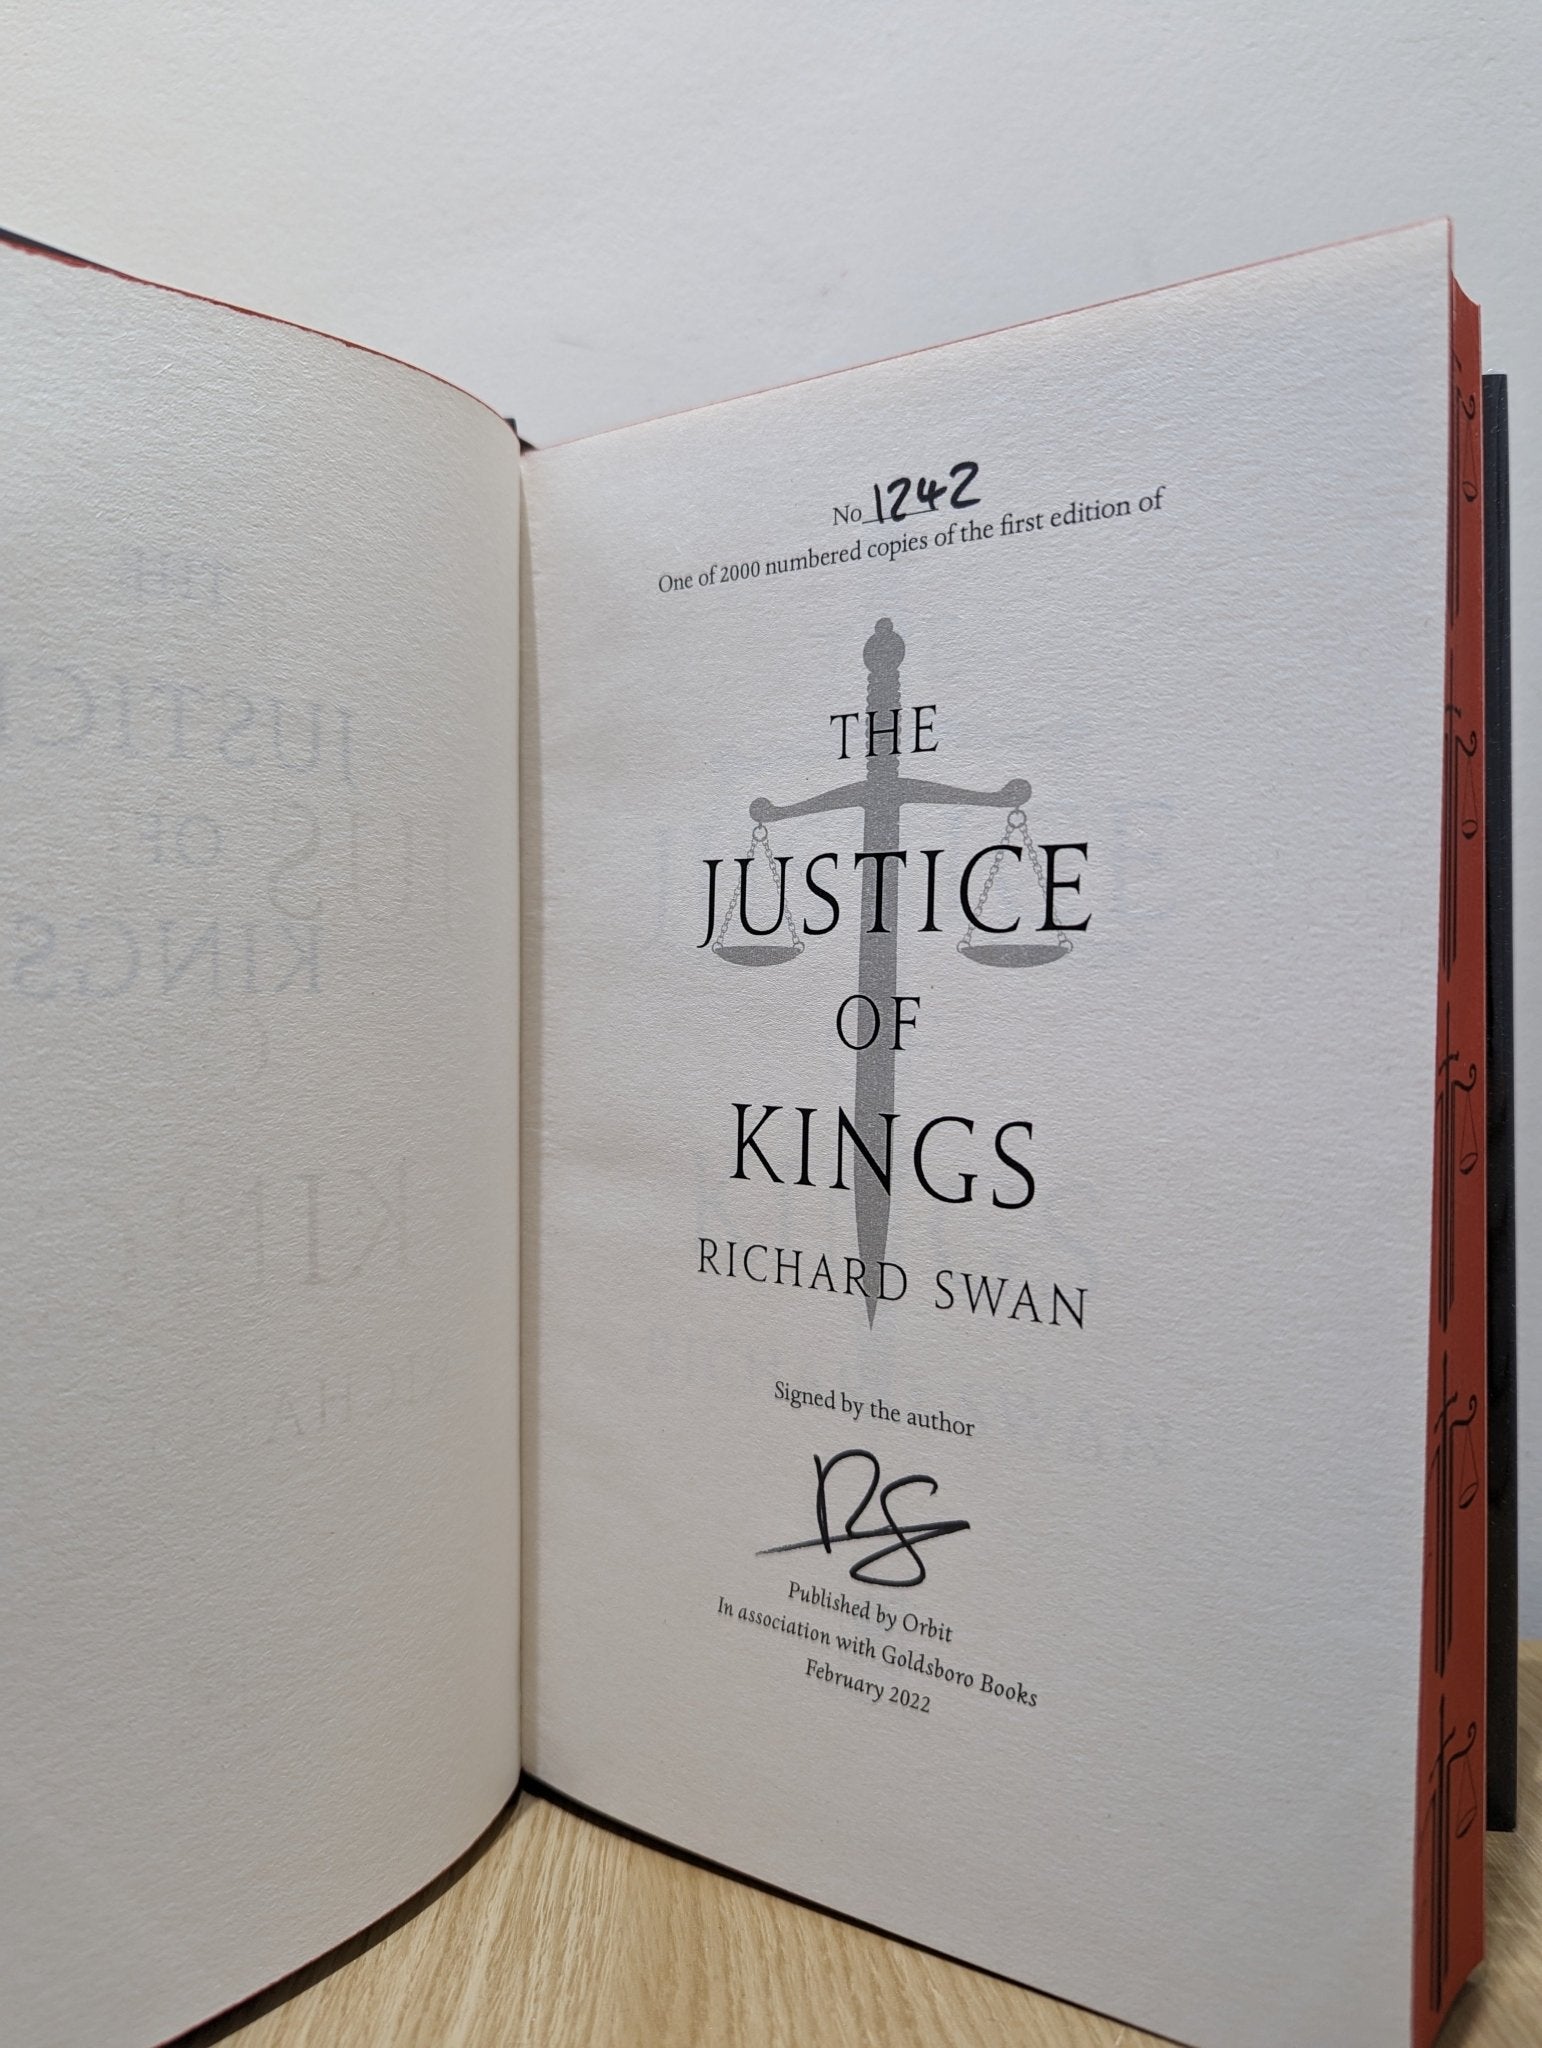 No 1242
One of 2000 numbered copies of the first edition of
THE
JUSTICE
OF
KINGS
RICHARD SWAN
Signed by the author
RS
Published by Orbit
In association with Goldsboro Books
February 2022